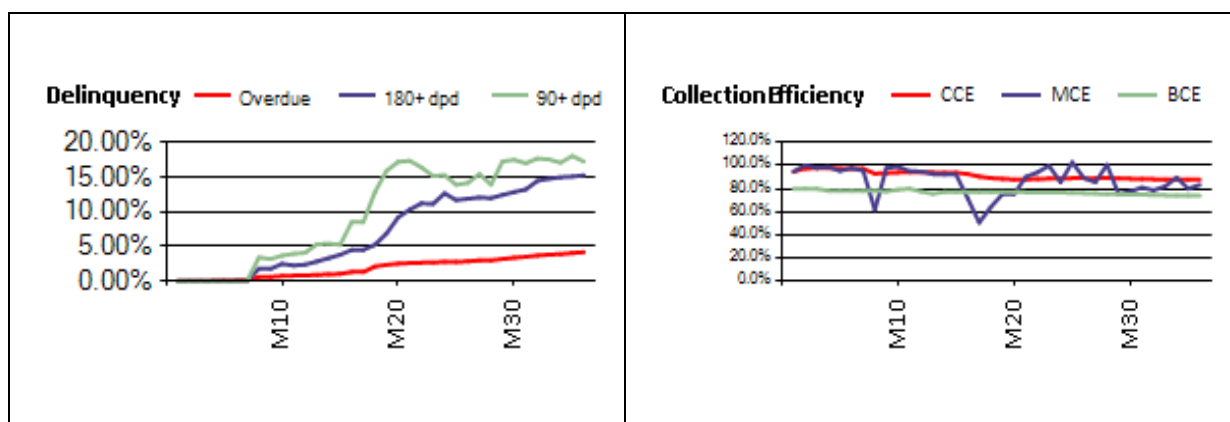 Delinquency Overdue 180+ dpd 90+ dpd
20.00%
15.00%
10.00%
5.00%
0.00%
M10
M20
M30
Collection Efficiency CCE MCE BCE
120.0%
100.0%
80.0%
60.0%
40.0%
20.0%
0.0%
M10
M20
M30